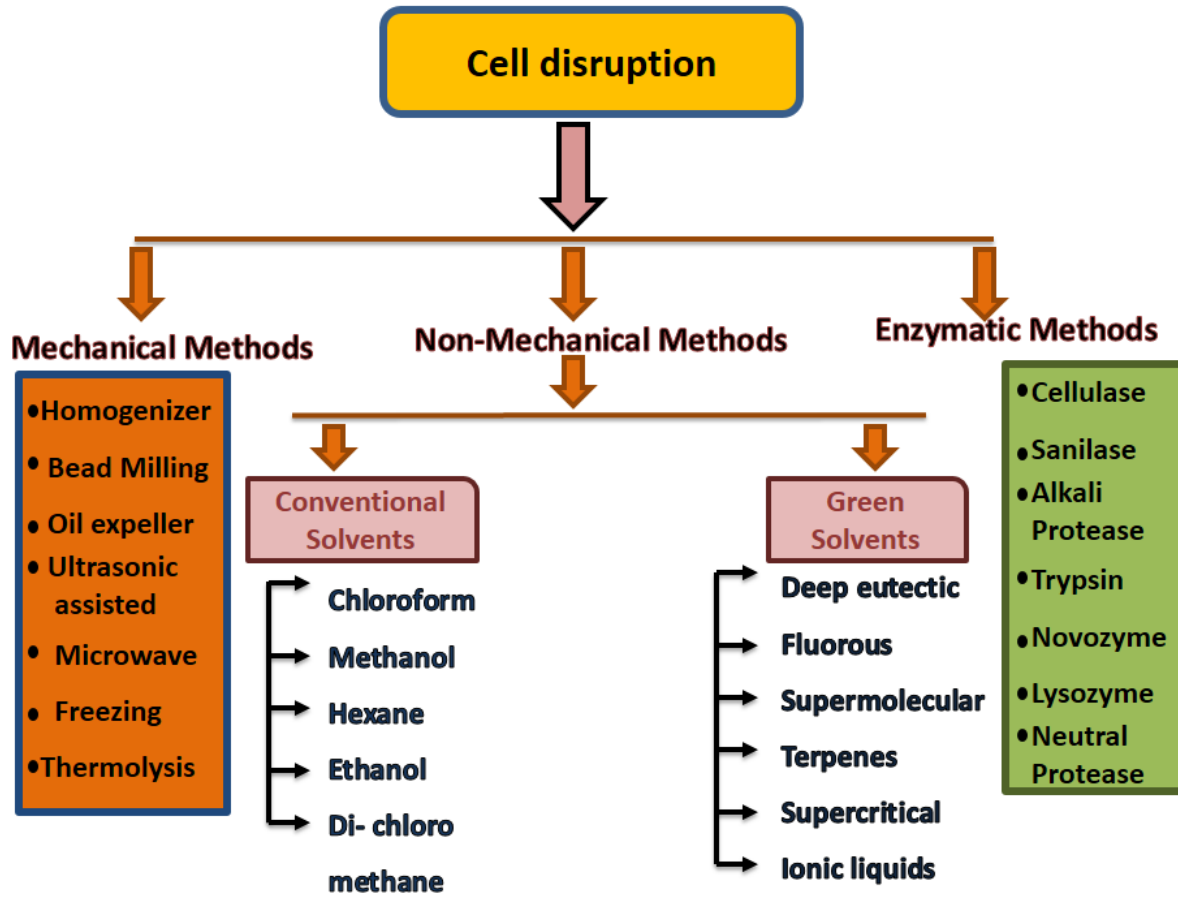 Cell disruption
Mechanical Methods
Non-Mechanical Methods
Enzymatic Methods
•Homogenizer
• Bead Milling
• Oil expeller
• Ultrasonic
assisted
• Microwave
• Freezing
•Thermolysis
Conventional
Solvents
Chloroform
Methanol
Hexane
Ethanol
Di- chloro
methane
Green
Solvents
Deep eutectic
Fluorous
Supermolecular
Terpenes
Supercritical
Ionic liquids
•Cellulase
•Sanilase
•Alkali
Protease
•Trypsin
•Novozyme
•Lysozyme
•Neutral
Protease